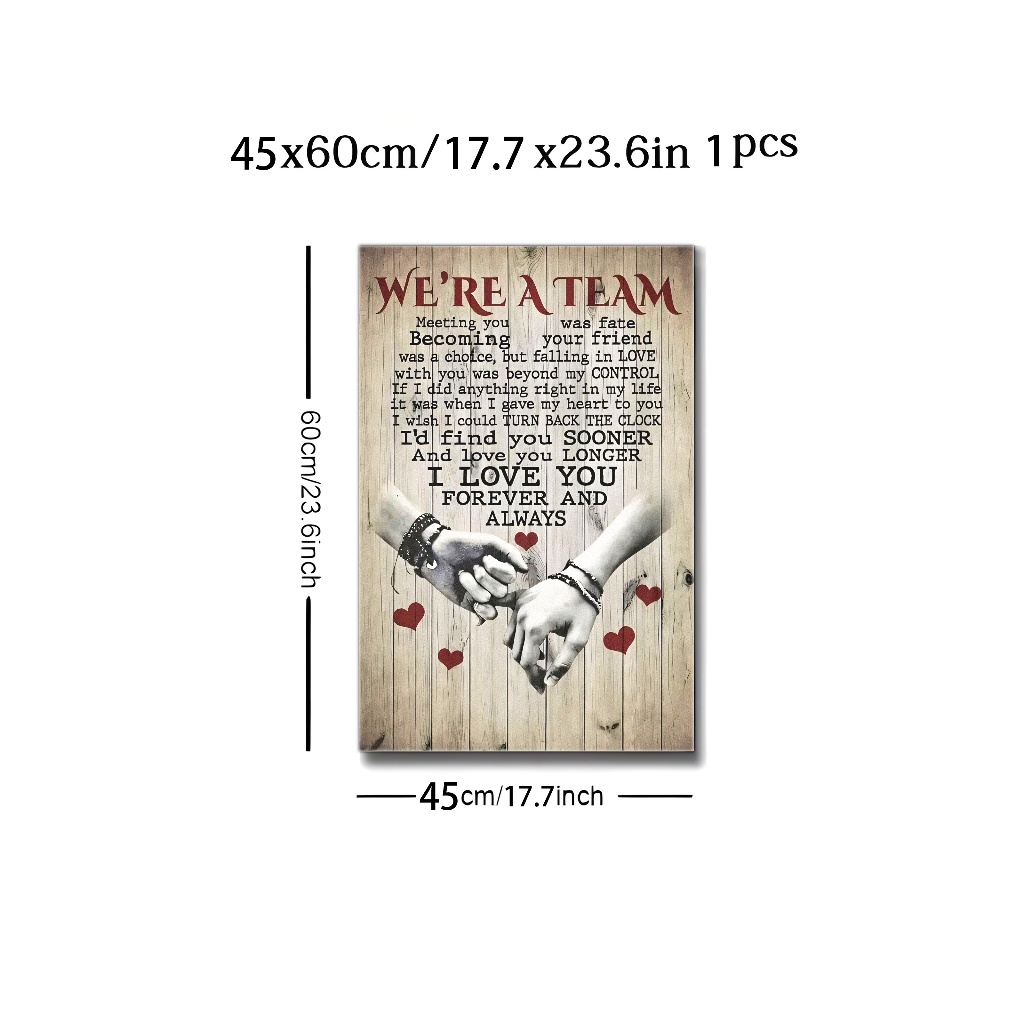 45x60cm/17.7 x23.6in 1pcs
WE'RE A TEAM
Meeting you was fate
Becoming your friend
was a choice, but falling in LOVE
with you was beyond my CONTROL
If I did anything right in my life
it was when I gave my heart to you
I wish I could TURN BACK THE CLOCK
I'd find you SOONER
And love you LONGER
I LOVE YOU
FOREVER AND
ALWAYS
60cm/23.6inch
45cm/17.7inch